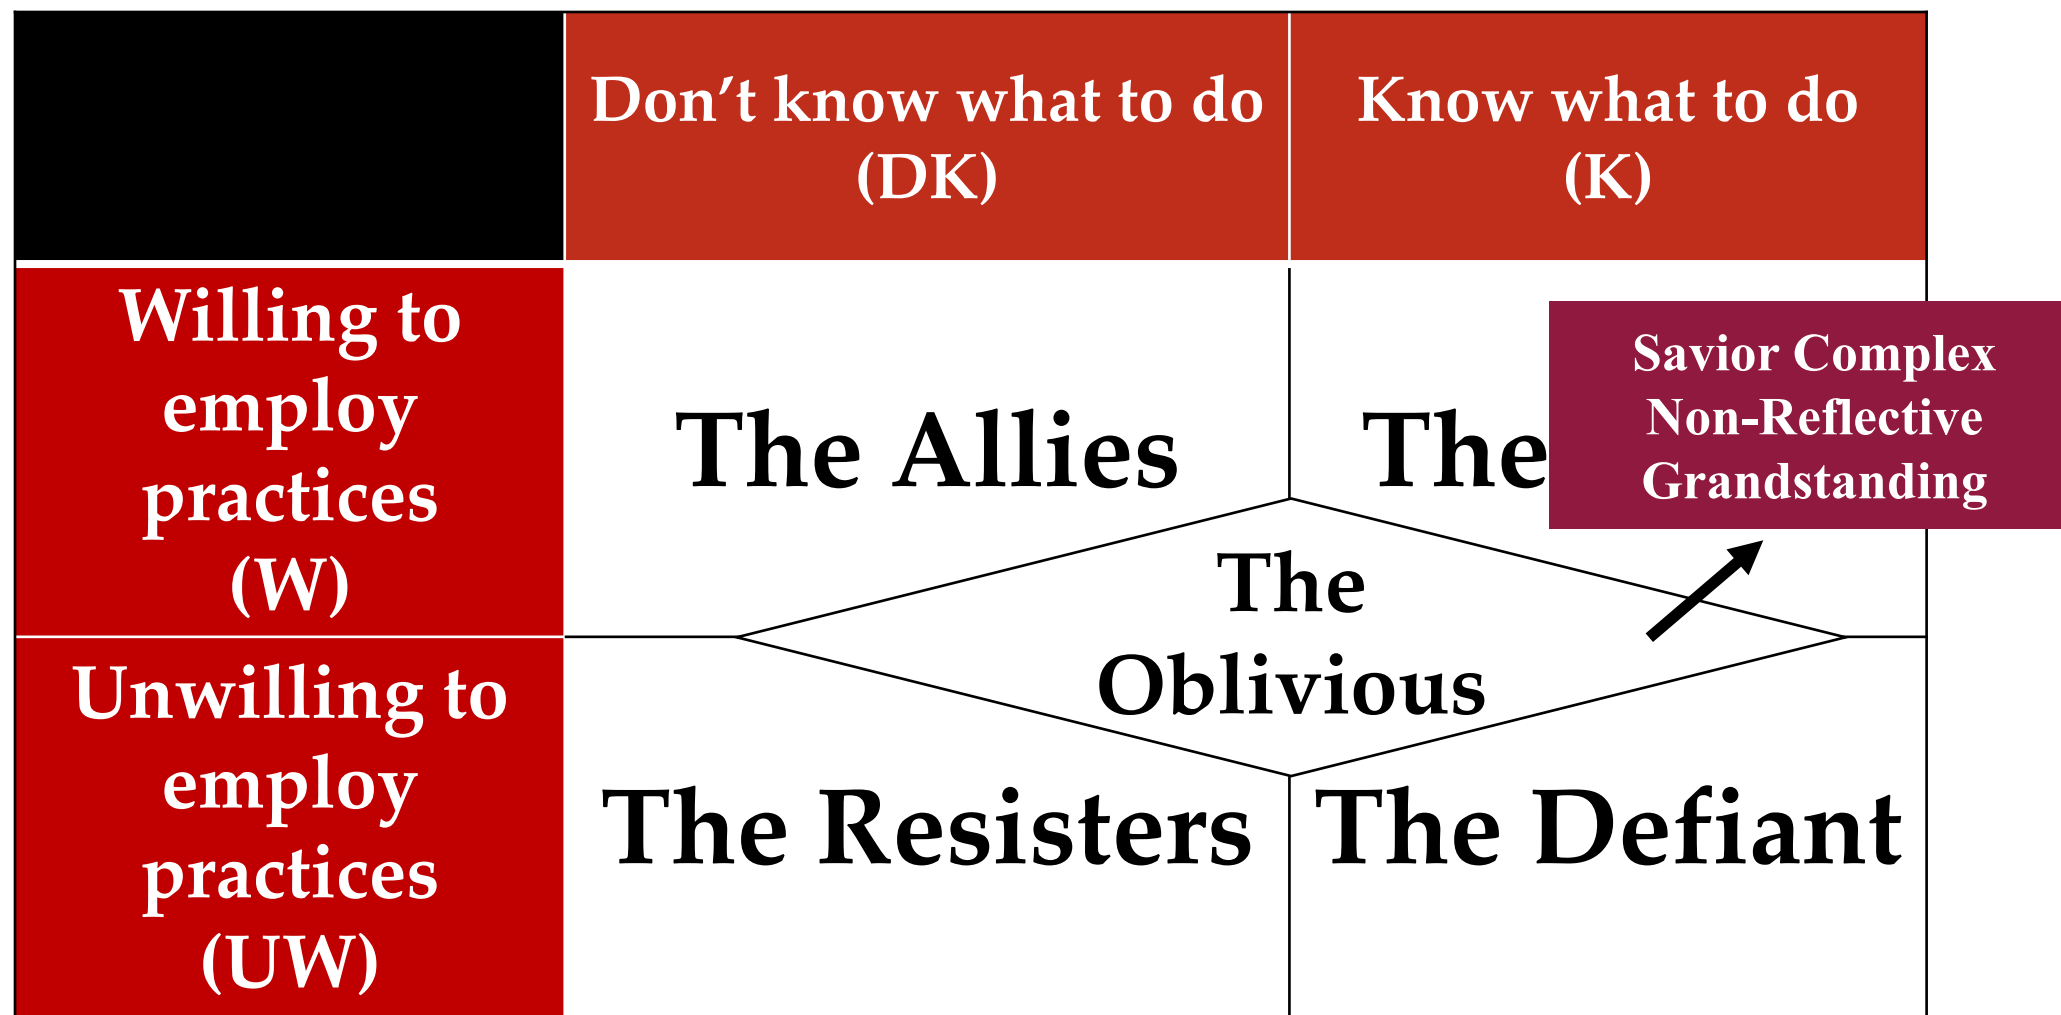 Don't know what to do
(DK)
Know what to do
(K)
Willing to
employ
practices
(W)
The Allies
The
Savior Complex
Non-Reflective
Grandstanding
The
Oblivious
Unwilling to
employ
practices
(UW)
The Resisters
The Defiant